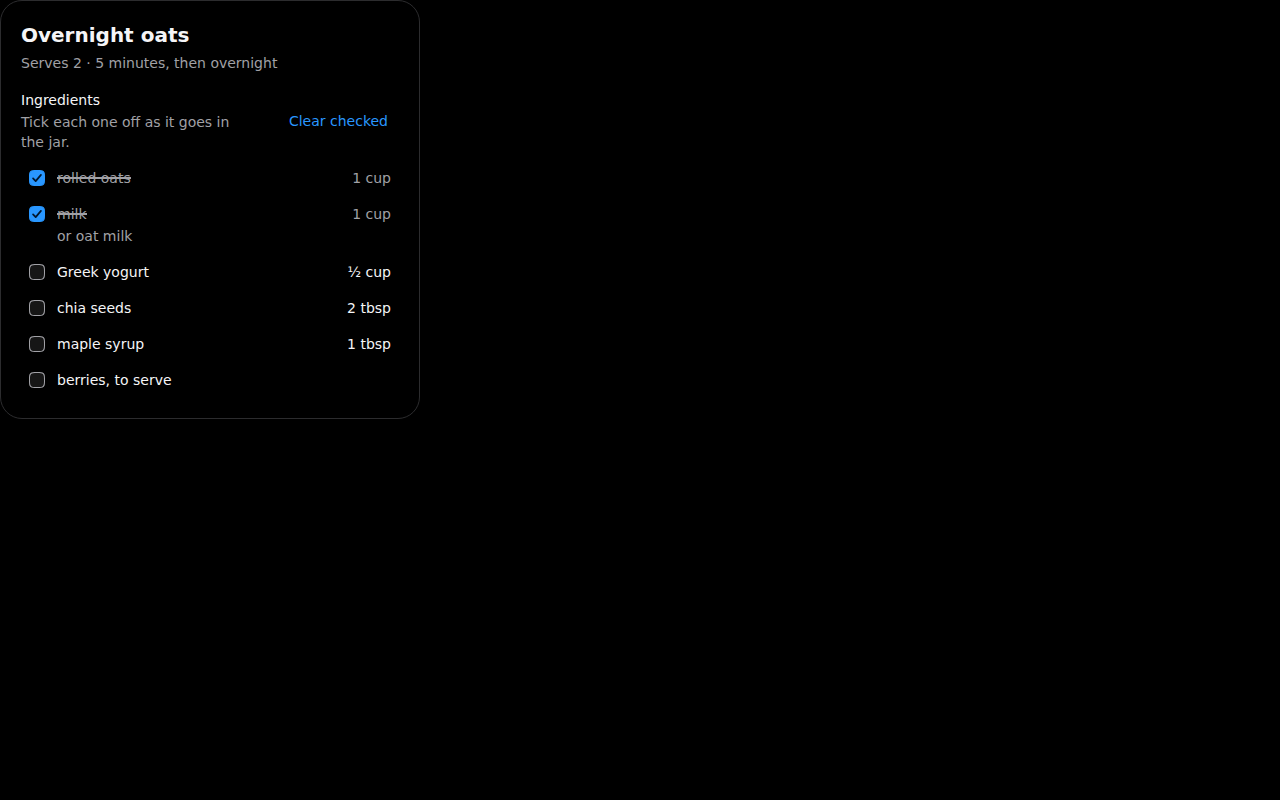 Overnight oats
Serves 2 · 5 minutes, then overnight
Ingredients
Tick each one off as it goes in
the jar.
Clear checked
rolled oats 1 cup
milk 1 cup
or oat milk
Greek yogurt ½ cup
chia seeds 2 tbsp
maple syrup 1 tbsp
berries, to serve